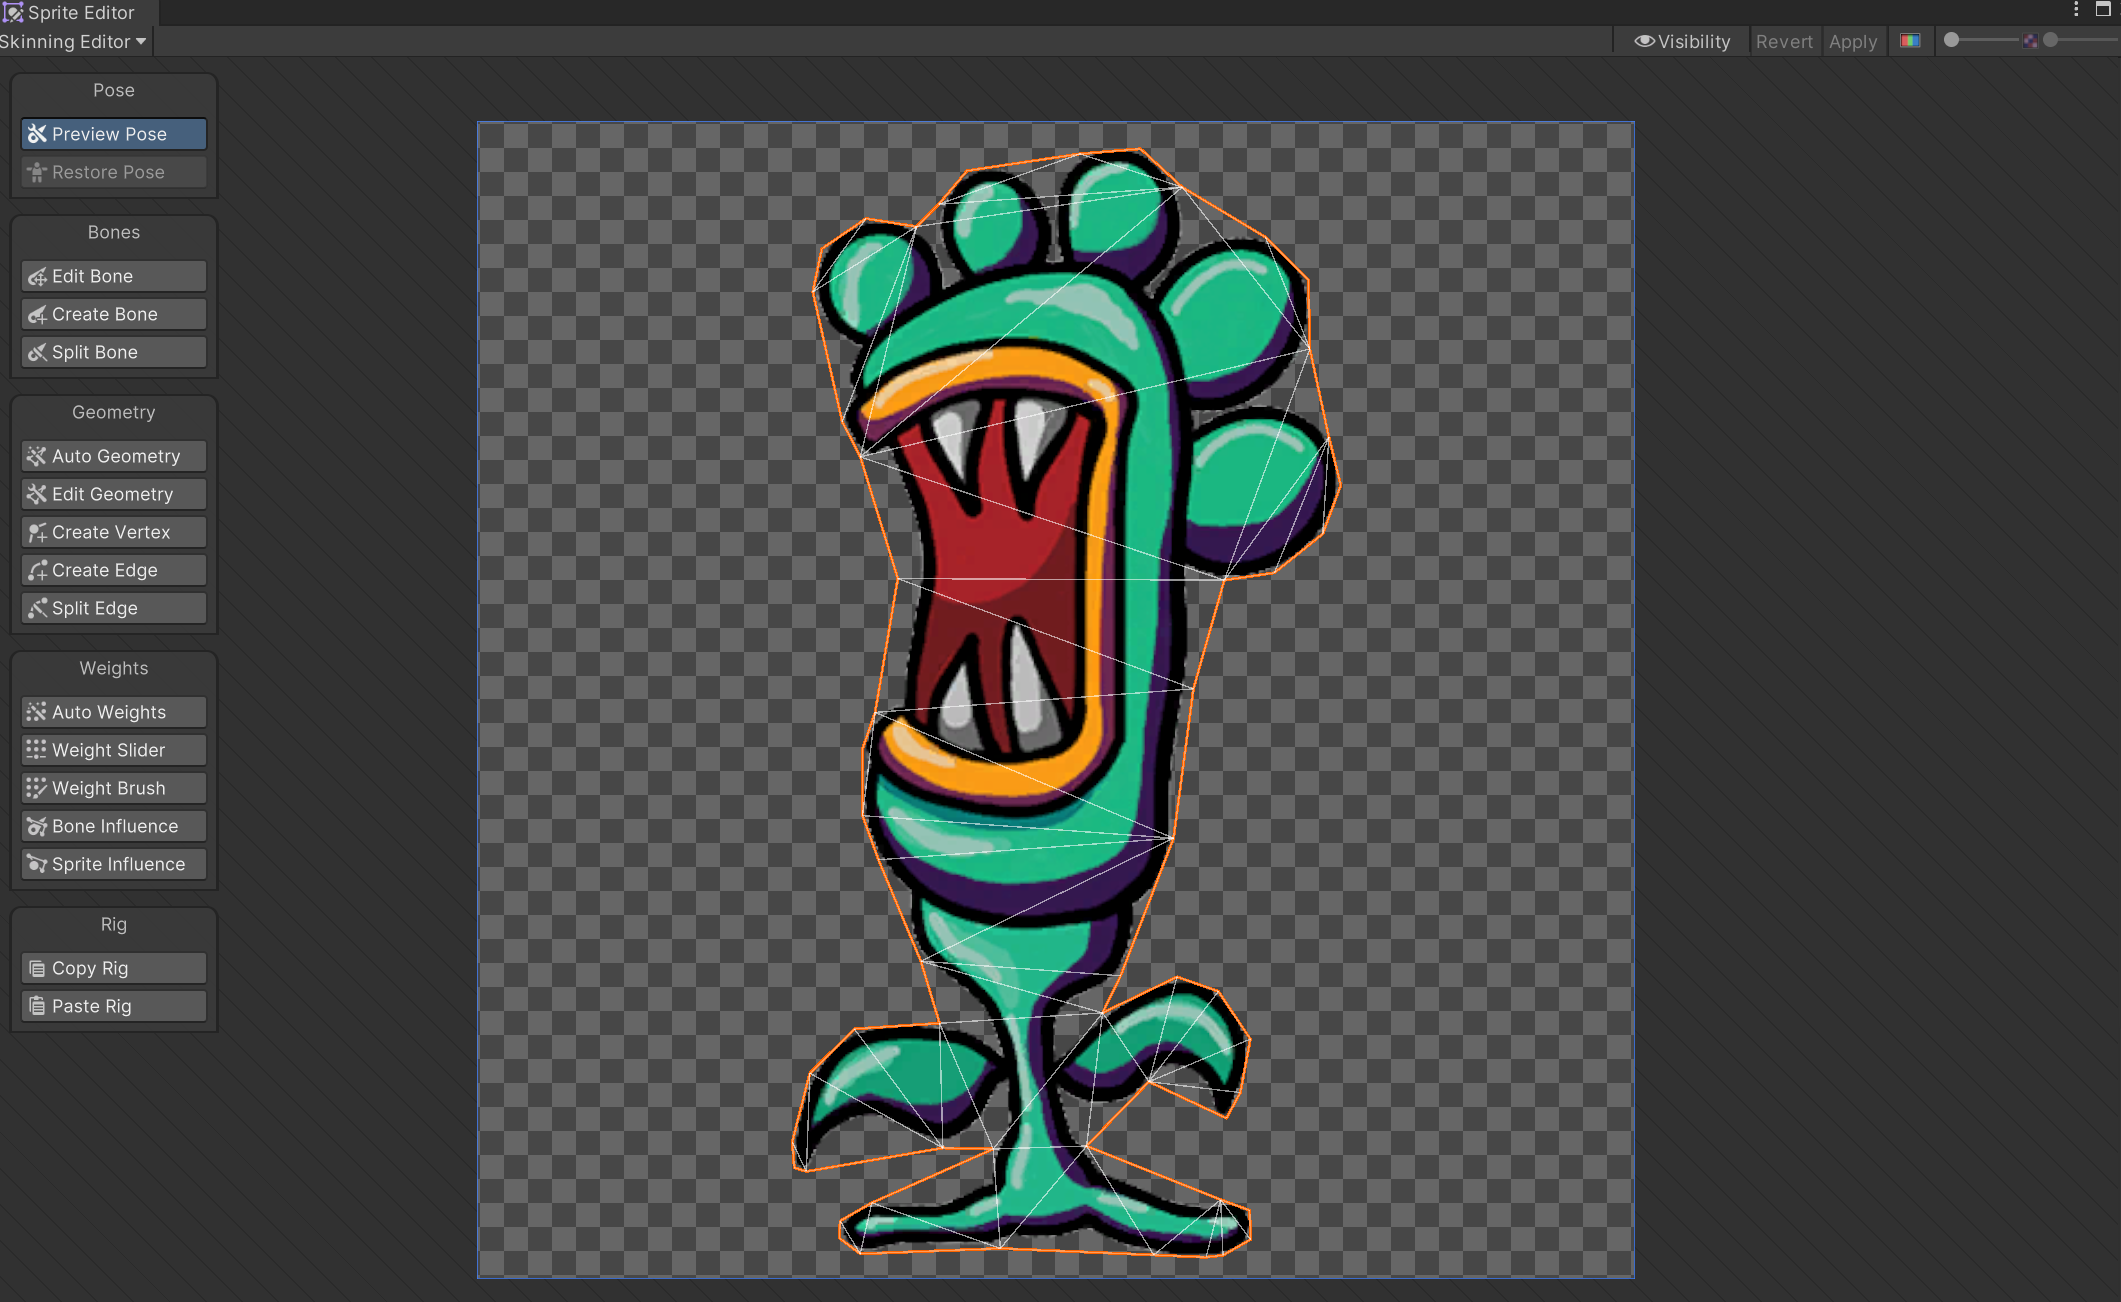 Sprite Editor
Skinning Editor
Visibility
Revert
Apply
Pose
Preview Pose
Restore Pose
Bones
Edit Bone
Create Bone
Split Bone
Geometry
Auto Geometry
Edit Geometry
Create Vertex
Create Edge
Split Edge
Weights
Auto Weights
Weight Slider
Weight Brush
Bone Influence
Sprite Influence
Rig
Copy Rig
Paste Rig